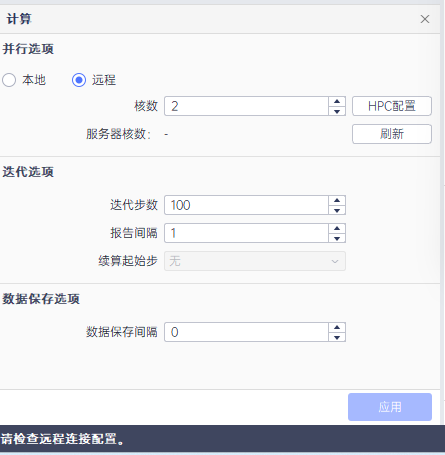 计算
并行选项
本地 远程
核数 2 HPC配置
服务器核数： - 刷新
迭代选项
迭代步数 100
报告间隔 1
续算起始步 无
数据保存选项
数据保存间隔 0
应用
请检查远程连接配置。